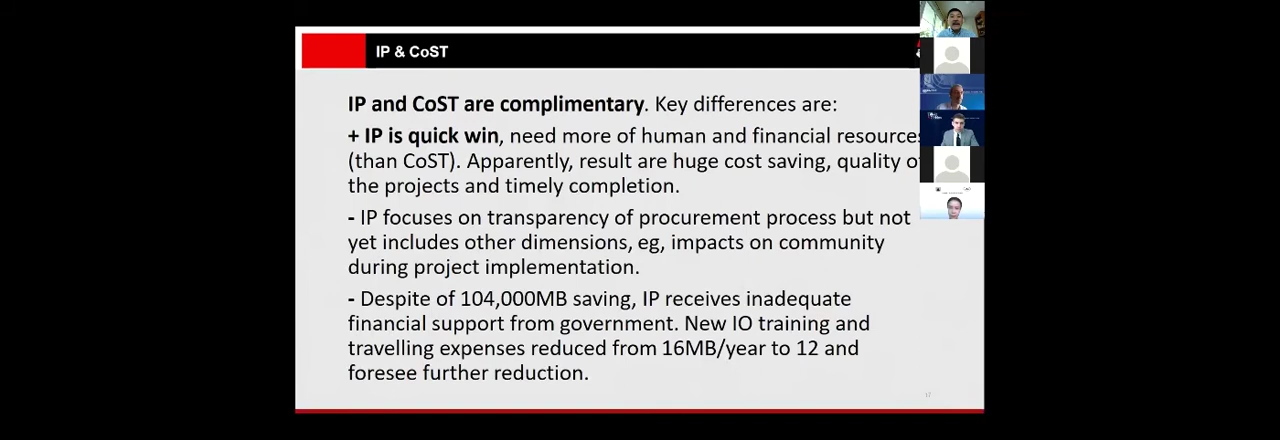 IP & CoST
IP and CoST are complimentary. Key differences are:
+ IP is quick win, need more of human and financial resources
(than CoST). Apparently, result are huge cost saving, quality of
the projects and timely completion.
- IP focuses on transparency of procurement process but not
yet includes other dimensions, eg, impacts on community
during project implementation.
- Despite of 104,000MB saving, IP receives inadequate
financial support from government. New IO training and
travelling expenses reduced from 16MB/year to 12 and
foresee further reduction.
17